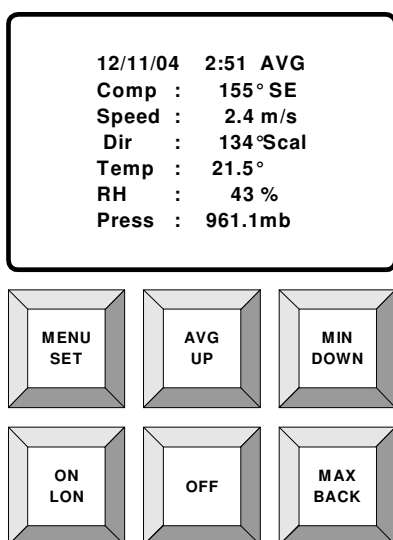 12/11/04 2:51 AVG
Comp : 155° SE
Speed : 2.4 m/s
Dir : 134°Scal
Temp : 21.5°
RH : 43 %
Press : 961.1mb
MENU
SET
AVG
UP
MIN
DOWN
ON
LON
OFF
MAX
BACK